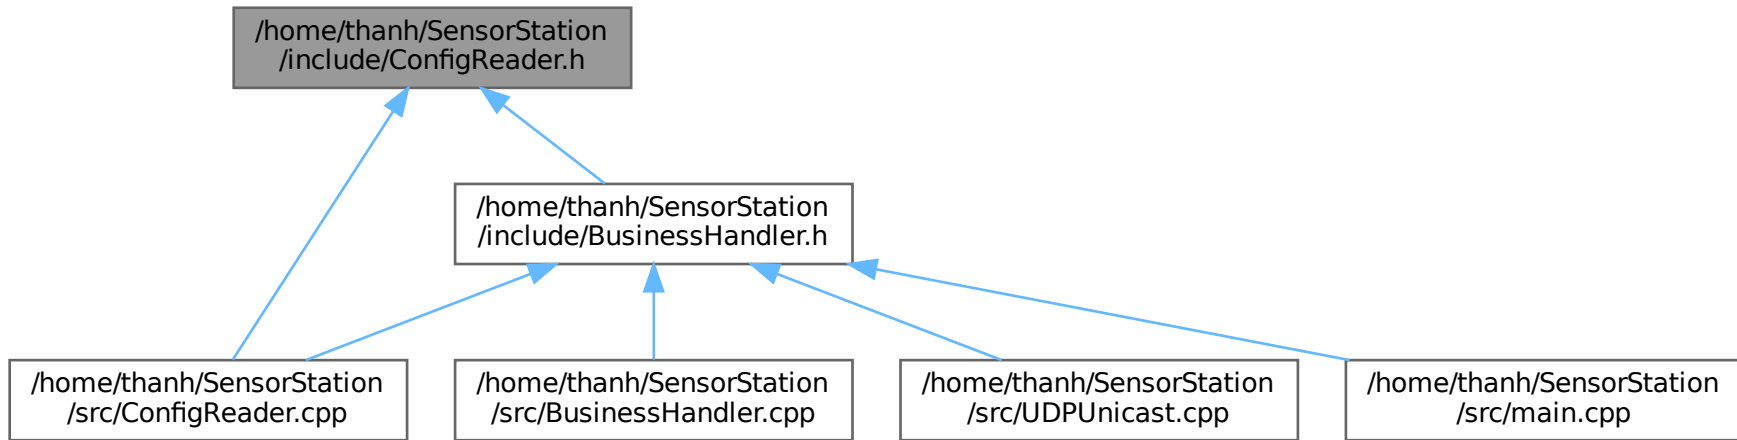 /home/thanh/SensorStation
/include/ConfigReader.h
/home/thanh/SensorStation
/include/BusinessHandler.h
/home/thanh/SensorStation
/src/ConfigReader.cpp
/home/thanh/SensorStation
/src/BusinessHandler.cpp
/home/thanh/SensorStation
/src/UDPUnicast.cpp
/home/thanh/SensorStation
/src/main.cpp